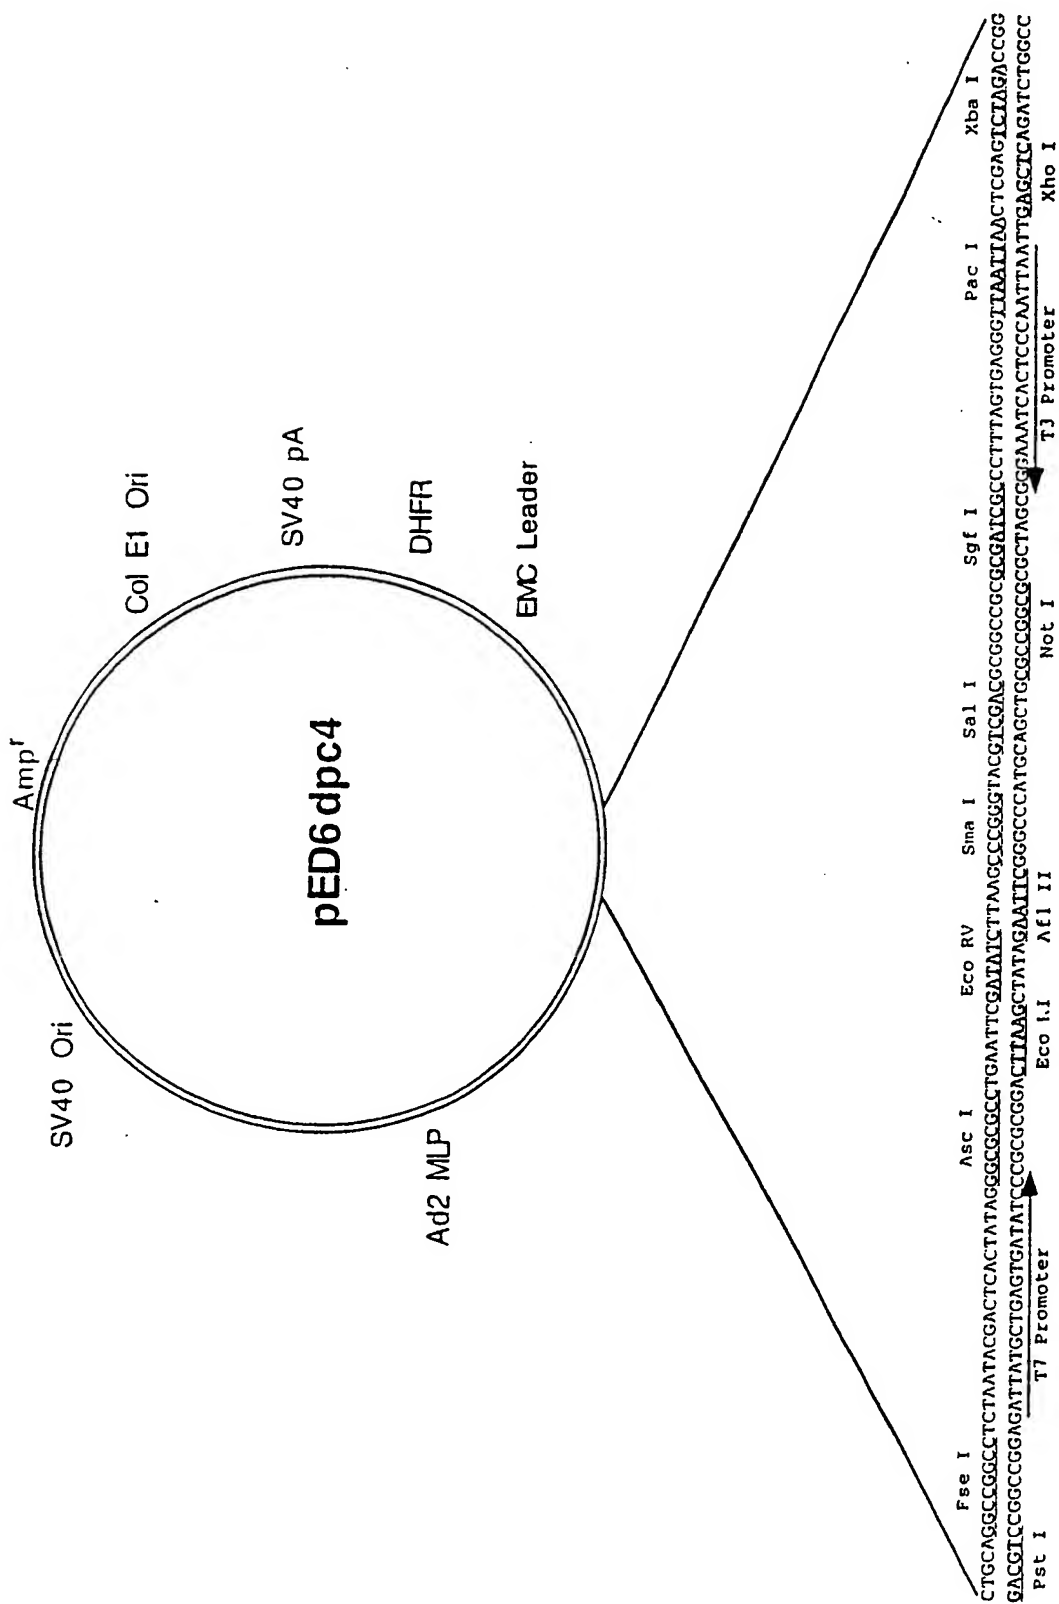 Amp^r
SV40 Ori
Col E1 Ori
SV40 pA
pED6dpc4
DHFR
Ad2 MLP
EMC Leader
Fse I
Asc I
Eco RV
Sma I
Sal I
Sgf I
Pac I
Xba I
CTGCAGGCCGGCCTCTAATACGACTCACTATAGGGCGCGCCTGAATTCGATATCTTAAGCCCGGGTACGTCGACGCGGCCGCGCGATCGCCCTTTAGTGAGGGTTAATTAACTCGAGTCTAGACCGG
GACGTCCGGCCGGAGATTATGCTGAGTGATATCCCGCGCGGACTTAAGCTATAGAATTCGGGCCCATGCAGCTGCGCCGGCGCGCTAGCGGGAAATCACTCCCAATTAATTGAGCTCAGATCTGGCC
Pst I
T7 Promoter
Eco I.I
Afl II
Not I
T3 Promoter
Xho I